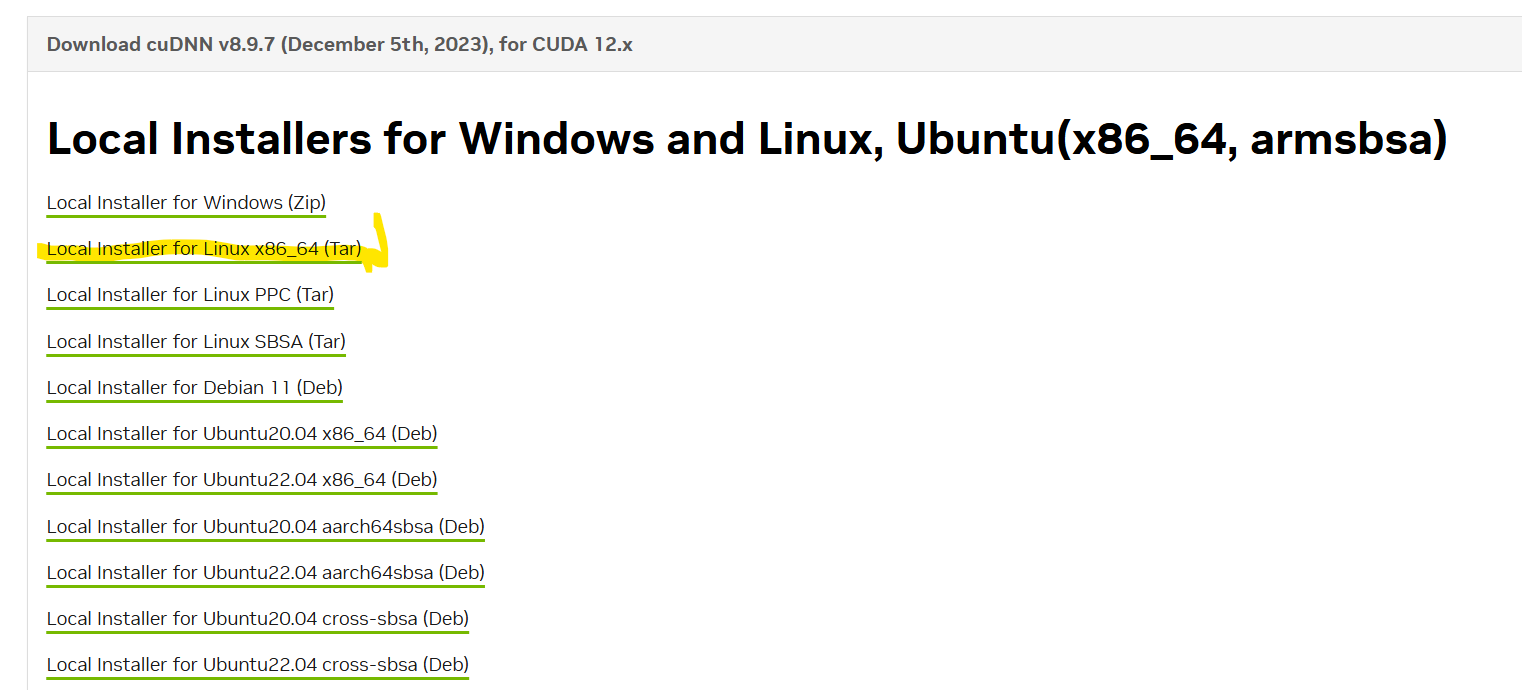 Download cuDNN v8.9.7 (December 5th, 2023), for CUDA 12.x
Local Installers for Windows and Linux, Ubuntu(x86_64, armsbsa)
Local Installer for Windows (Zip)
Local Installer for Linux x86_64 (Tar)
Local Installer for Linux PPC (Tar)
Local Installer for Linux SBSA (Tar)
Local Installer for Debian 11 (Deb)
Local Installer for Ubuntu20.04 x86_64 (Deb)
Local Installer for Ubuntu22.04 x86_64 (Deb)
Local Installer for Ubuntu20.04 aarch64sbsa (Deb)
Local Installer for Ubuntu22.04 aarch64sbsa (Deb)
Local Installer for Ubuntu20.04 cross-sbsa (Deb)
Local Installer for Ubuntu22.04 cross-sbsa (Deb)